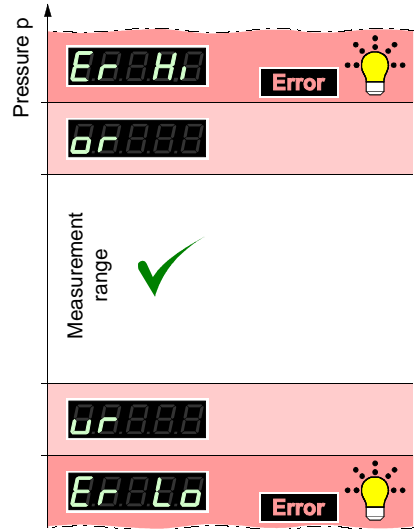 Pressure p
Er Hi
Error
or
Measurement
range
ur
Er Lo
Error